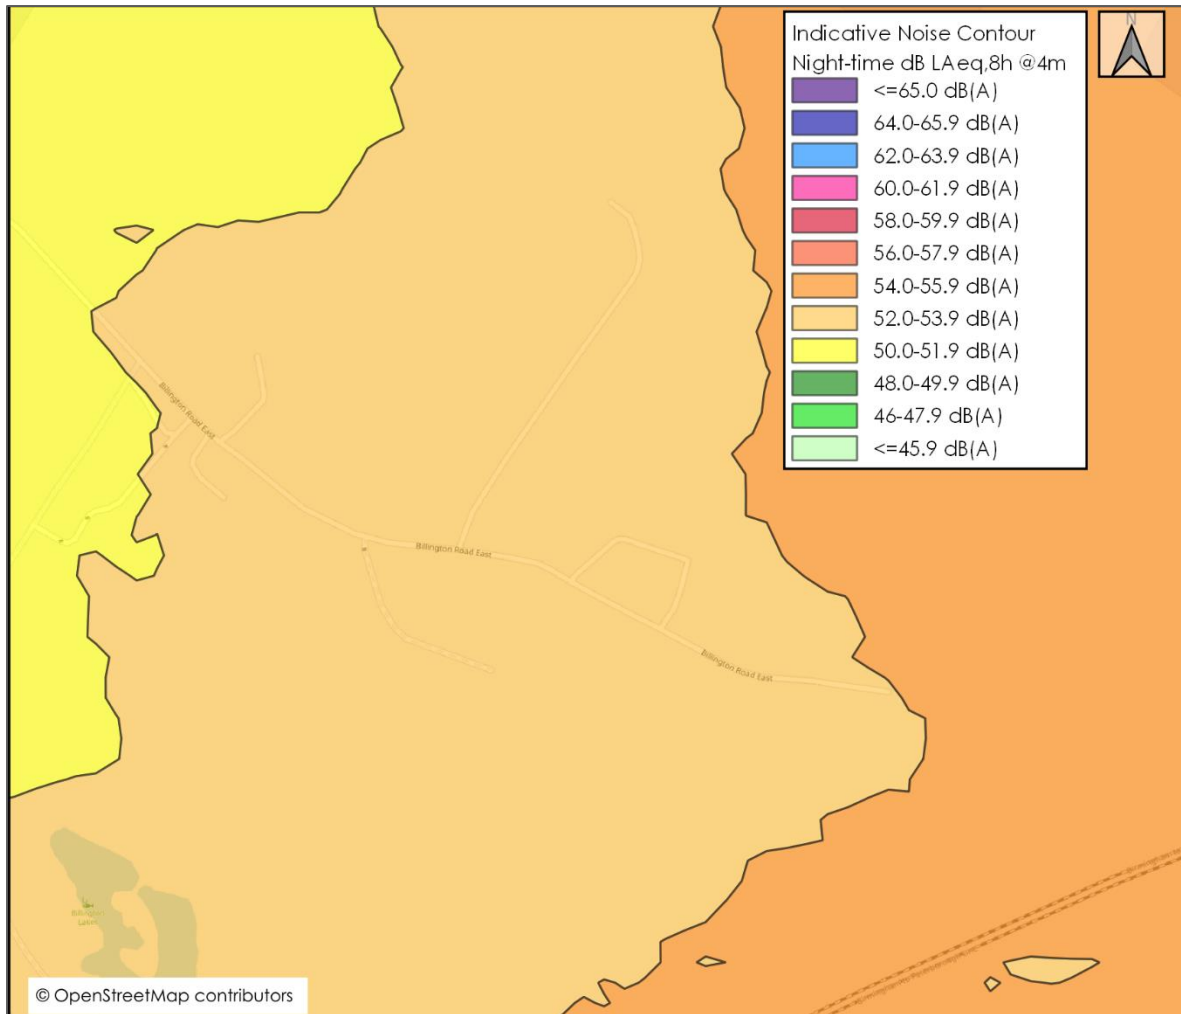 Indicative Noise Contour
Night-time dB LAeq,8h @4m
<=65.0 dB(A)
64.0-65.9 dB(A)
62.0-63.9 dB(A)
60.0-61.9 dB(A)
58.0-59.9 dB(A)
56.0-57.9 dB(A)
54.0-55.9 dB(A)
52.0-53.9 dB(A)
50.0-51.9 dB(A)
48.0-49.9 dB(A)
46-47.9 dB(A)
<=45.9 dB(A)
N
Billington Road East
Billington Road East
Billington Road East
Billington
© OpenStreetMap contributors